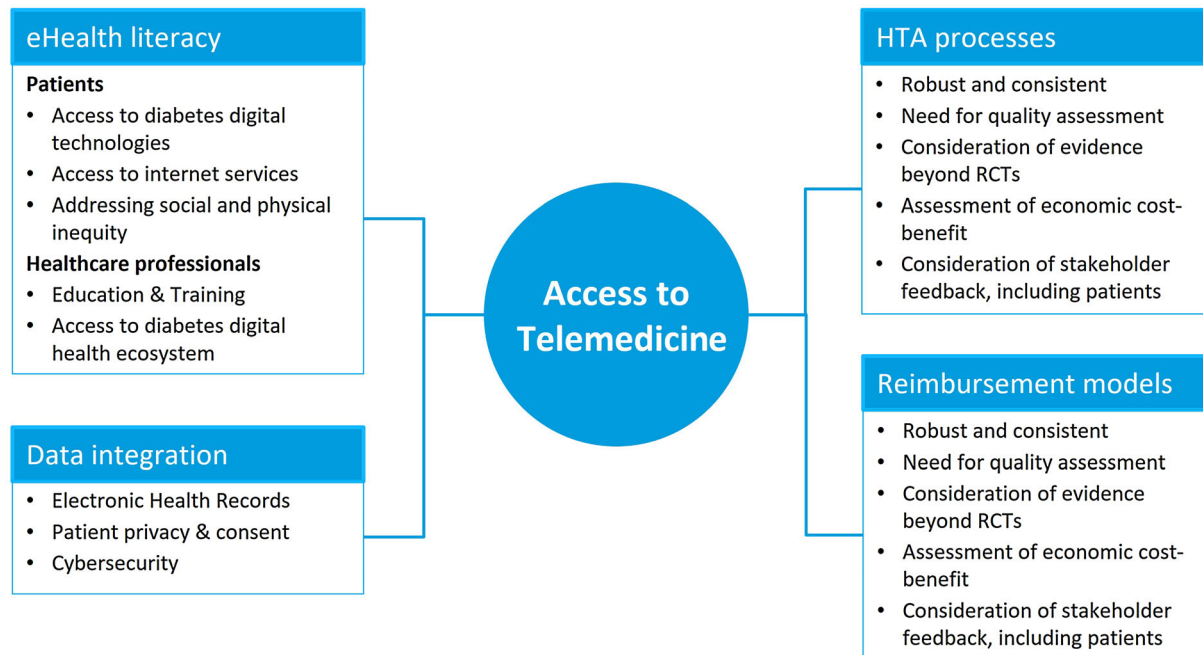 eHealth literacy
Patients
• Access to diabetes digital
technologies
• Access to internet services
• Addressing social and physical
inequity
Healthcare professionals
• Education & Training
• Access to diabetes digital
health ecosystem
Data integration
• Electronic Health Records
• Patient privacy & consent
• Cybersecurity
Access to
Telemedicine
HTA processes
• Robust and consistent
• Need for quality assessment
• Consideration of evidence
beyond RCTs
• Assessment of economic cost-
benefit
• Consideration of stakeholder
feedback, including patients
Reimbursement models
• Robust and consistent
• Need for quality assessment
• Consideration of evidence
beyond RCTs
• Assessment of economic cost-
benefit
• Consideration of stakeholder
feedback, including patients